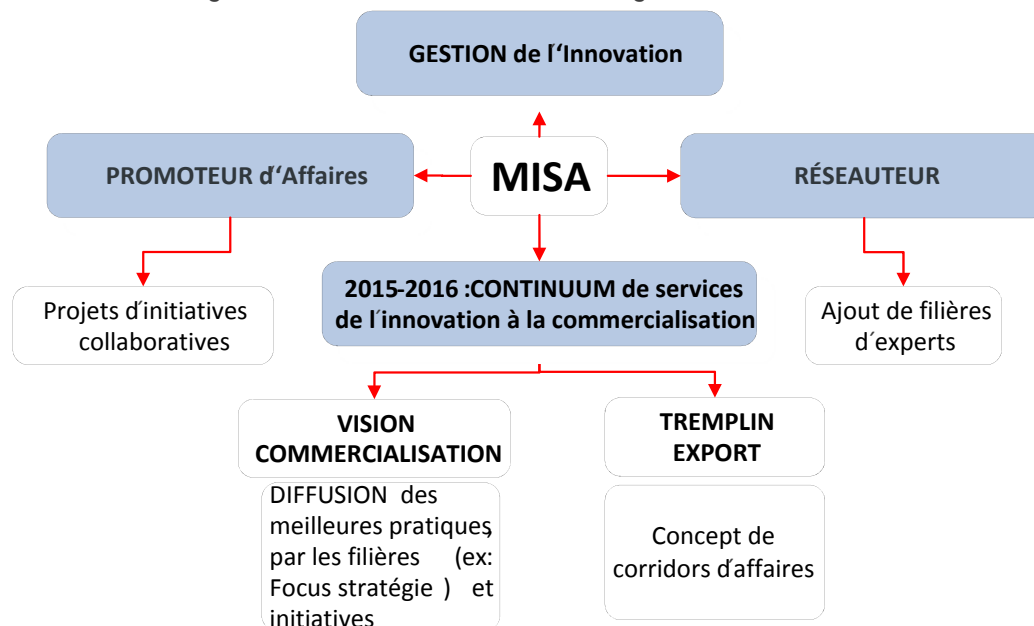 GESTION de l'Innovation
PROMOTEUR d'Affaires
MISA
RÉSEAUTEUR
2015-2016 :CONTINUUM de services
de l'innovation à la commercialisation
Projets d'initiatives
collaboratives
Ajout de filières
d'experts
VISION
COMMERCIALISATION
TREMPLIN
EXPORT
DIFFUSION des
meilleures pratiques,
par les filières (ex:
Focus stratégie ) et
initiatives
Concept de
corridors d'affaires